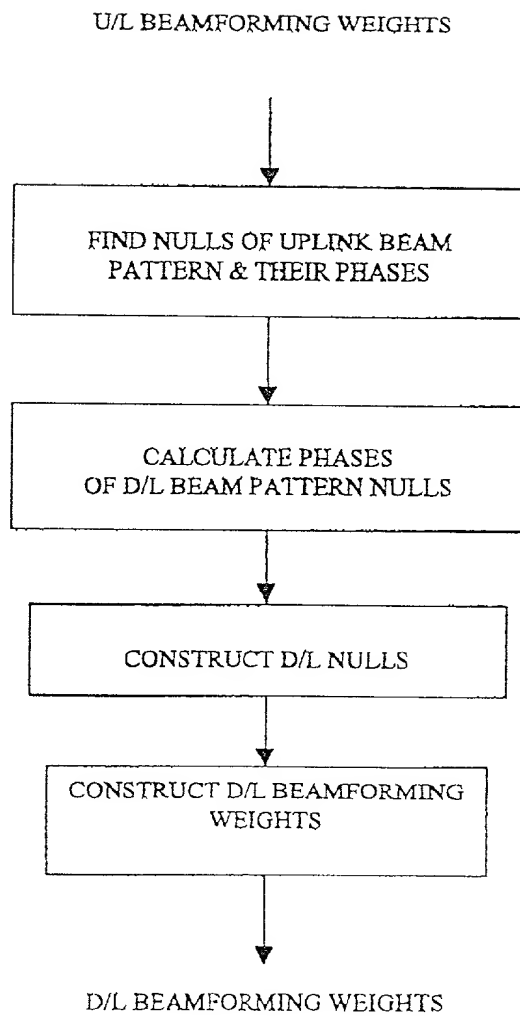 U/L BEAMFORMING WEIGHTS
FIND NULLS OF UPLINK BEAM
PATTERN & THEIR PHASES
CALCULATE PHASES
OF D/L BEAM PATTERN NULLS
CONSTRUCT D/L NULLS
CONSTRUCT D/L BEAMFORMING
WEIGHTS
D/L BEAMFORMING WEIGHTS